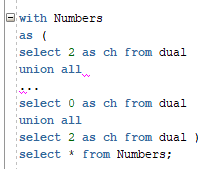 with Numbers
as (
select 2 as ch from dual
union all
...
select 0 as ch from dual
union all
select 2 as ch from dual )
select * from Numbers;